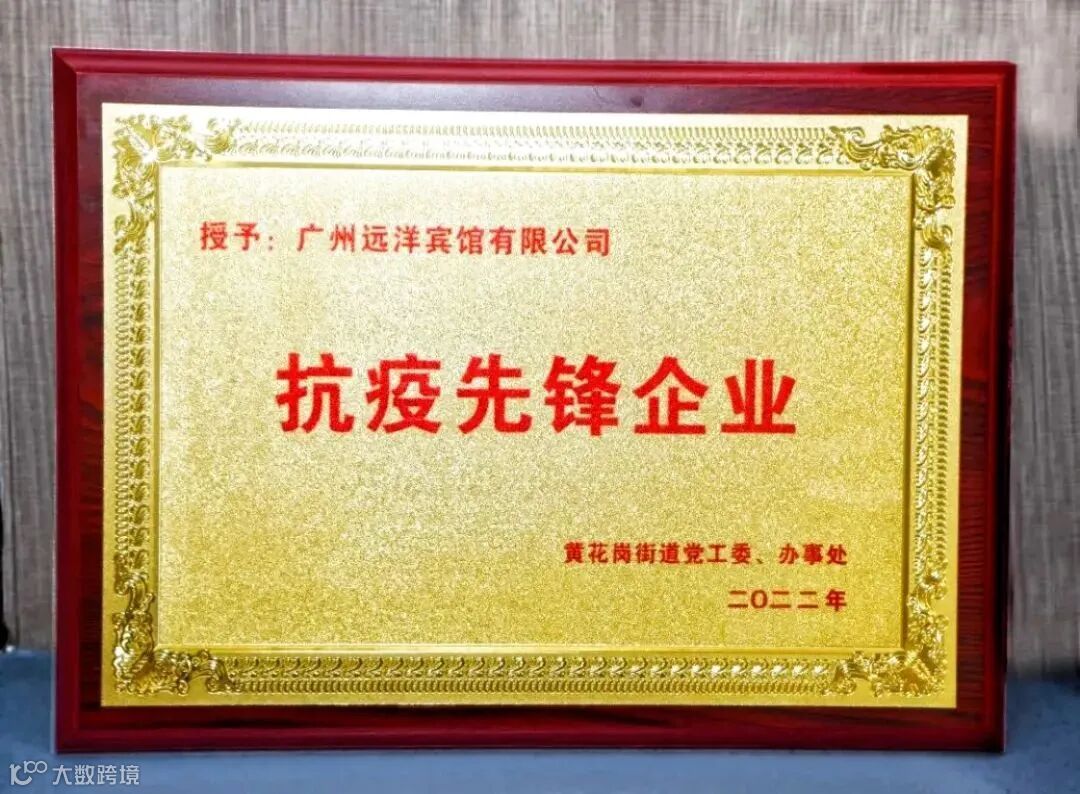 授予：广州远洋宾馆有限公司
抗疫先锋企业
黄花岗街道党工委、办事处
二〇二二年
大数跨境